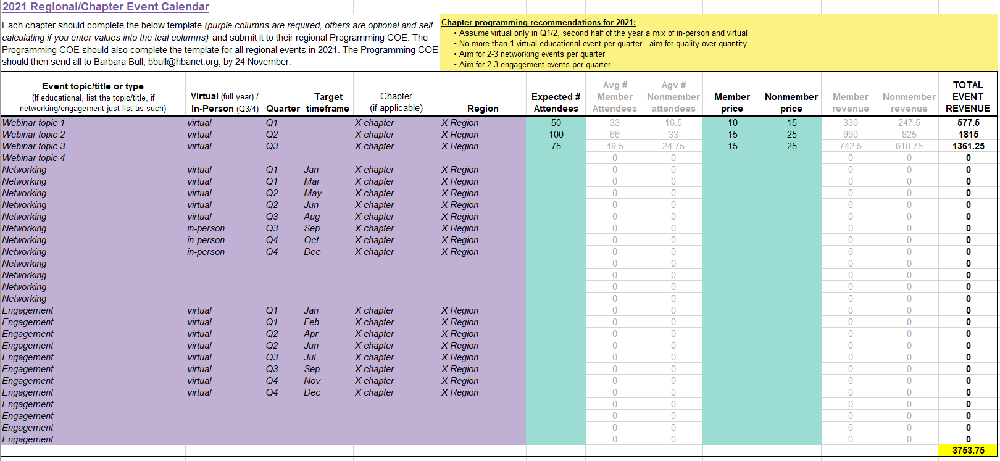 2021 Regional/Chapter Event Calendar
Each chapter should complete the below template (purple columns are required, others are optional and self
calculating if you enter values into the teal columns) and submit it to their regional Programming COE. The
Programming COE should also complete the template for all regional events in 2021. The Programming COE
should then send all to Barbara Bull, bbull@hbanet.org, by 24 November.
Chapter programming recommendations for 2021:
• Assume virtual only in Q1/2, second half of the year a mix of in-person and virtual
• No more than 1 virtual educational event per quarter - aim for quality over quantity
• Aim for 2-3 networking events per quarter
• Aim for 2-3 engagement events per quarter
Event topic/title or type
(If educational, list the topic/title, if
networking/engagement just list as such)
Virtual (full year) /
In-Person (Q3/4)
Quarter
Target
timeframe
Chapter
(if applicable)
Region
Expected #
Attendees
Avg #
Member
Attendees
Agv #
Nonmember
attendees
Member
price
Nonmember
price
Member
revenue
Nonmember
revenue
TOTAL
EVENT
REVENUE
Webinar topic 1 virtual Q1 X chapter X Region 50 33 16.5 10 15 330 247.5 577.5
Webinar topic 2 virtual Q2 X chapter X Region 100 66 33 15 25 990 825 1815
Webinar topic 3 virtual Q3 X chapter X Region 75 49.5 24.75 15 25 742.5 618.75 1361.25
Webinar topic 4 0 0 0 0 0
Networking virtual Q1 Jan X chapter X Region 0 0 0 0 0
Networking virtual Q1 Mar X chapter X Region 0 0 0 0 0
Networking virtual Q2 May X chapter X Region 0 0 0 0 0
Networking virtual Q2 Jun X chapter X Region 0 0 0 0 0
Networking virtual Q3 Aug X chapter X Region 0 0 0 0 0
Networking in-person Q3 Sep X chapter X Region 0 0 0 0 0
Networking in-person Q4 Oct X chapter X Region 0 0 0 0 0
Networking in-person Q4 Dec X chapter X Region 0 0 0 0 0
Networking 0 0 0 0 0
Networking 0 0 0 0 0
Networking 0 0 0 0 0
Networking 0 0 0 0 0
Engagement virtual Q1 Jan X chapter X Region 0 0 0 0 0
Engagement virtual Q1 Feb X chapter X Region 0 0 0 0 0
Engagement virtual Q2 Apr X chapter X Region 0 0 0 0 0
Engagement virtual Q2 Jun X chapter X Region 0 0 0 0 0
Engagement virtual Q3 Jul X chapter X Region 0 0 0 0 0
Engagement virtual Q3 Sep X chapter X Region 0 0 0 0 0
Engagement virtual Q4 Nov X chapter X Region 0 0 0 0 0
Engagement virtual Q4 Dec X chapter X Region 0 0 0 0 0
Engagement 0 0 0 0 0
Engagement 0 0 0 0 0
Engagement 0 0 0 0 0
Engagement 0 0 0 0 0
3753.75